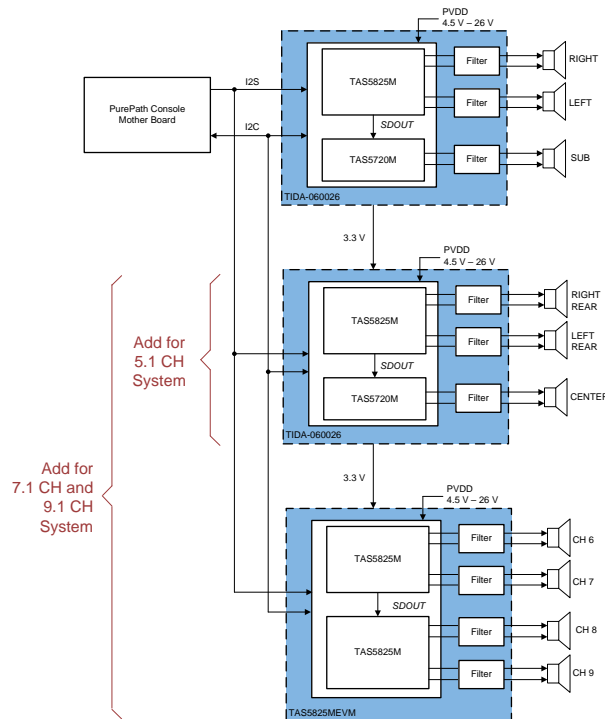 PVDD
4.5 V – 26 V
TAS5825M
Filter
RIGHT
I2S
PurePath Console
Mother Board
Filter
LEFT
I2C
SDOUT
TAS5720M
Filter
SUB
TIDA-060026
3.3 V
PVDD
4.5 V – 26 V
TAS5825M
Filter
RIGHT
REAR
Add for
5.1 CH
System
Filter
LEFT
REAR
SDOUT
TAS5720M
Filter
CENTER
TIDA-060026
Add for
7.1 CH and
9.1 CH
System
3.3 V
PVDD
4.5 V – 26 V
TAS5825M
Filter
CH 6
Filter
CH 7
SDOUT
TAS5825M
Filter
CH 8
Filter
CH 9
TAS5825MEVM